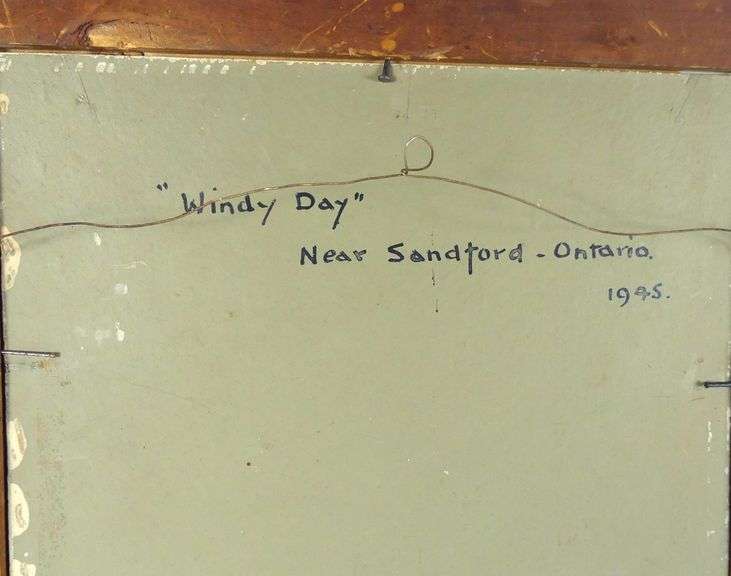 "Windy Day"
Near Sandford - Ontario.
1945.